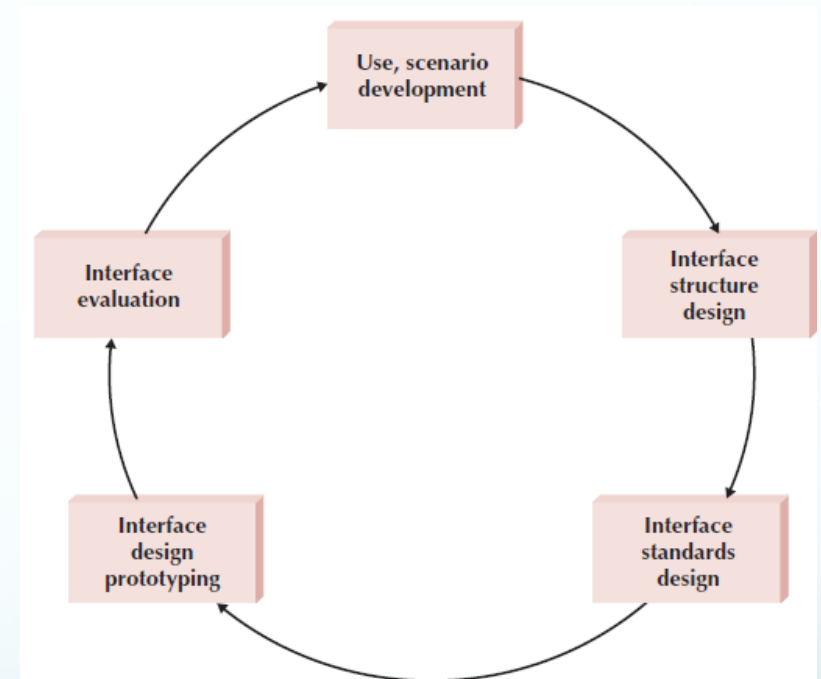 Use, scenario
development
Interface
structure
design
Interface
standards
design
Interface
design
prototyping
Interface
evaluation